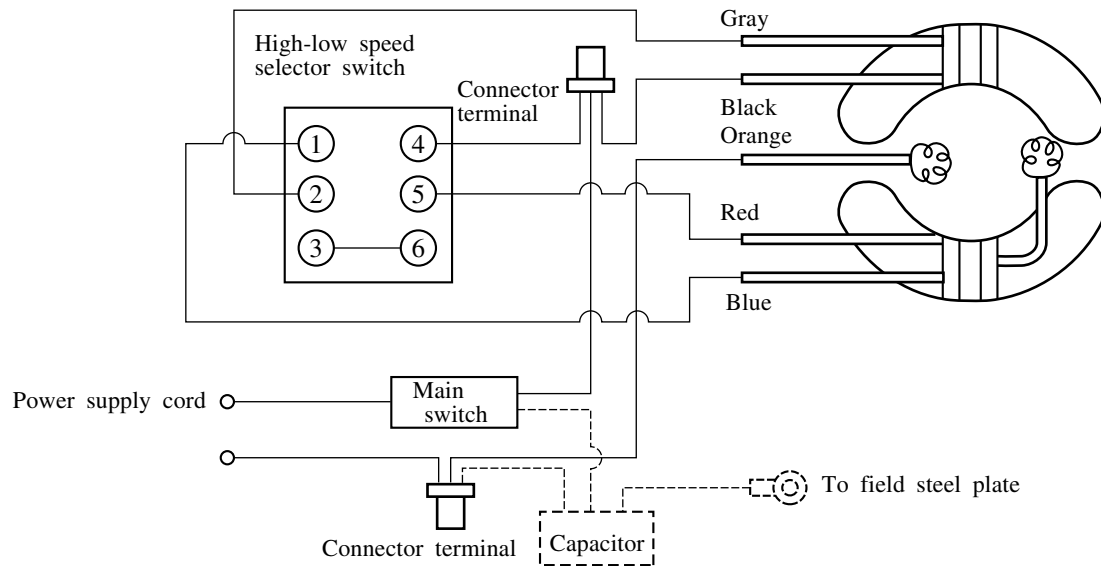 Gray
High-low speed
selector switch
Connector
terminal
Black
Orange
1
4
2
5
Red
3
6
Blue
Main
switch
Power supply cord
To field steel plate
Connector terminal
Capacitor